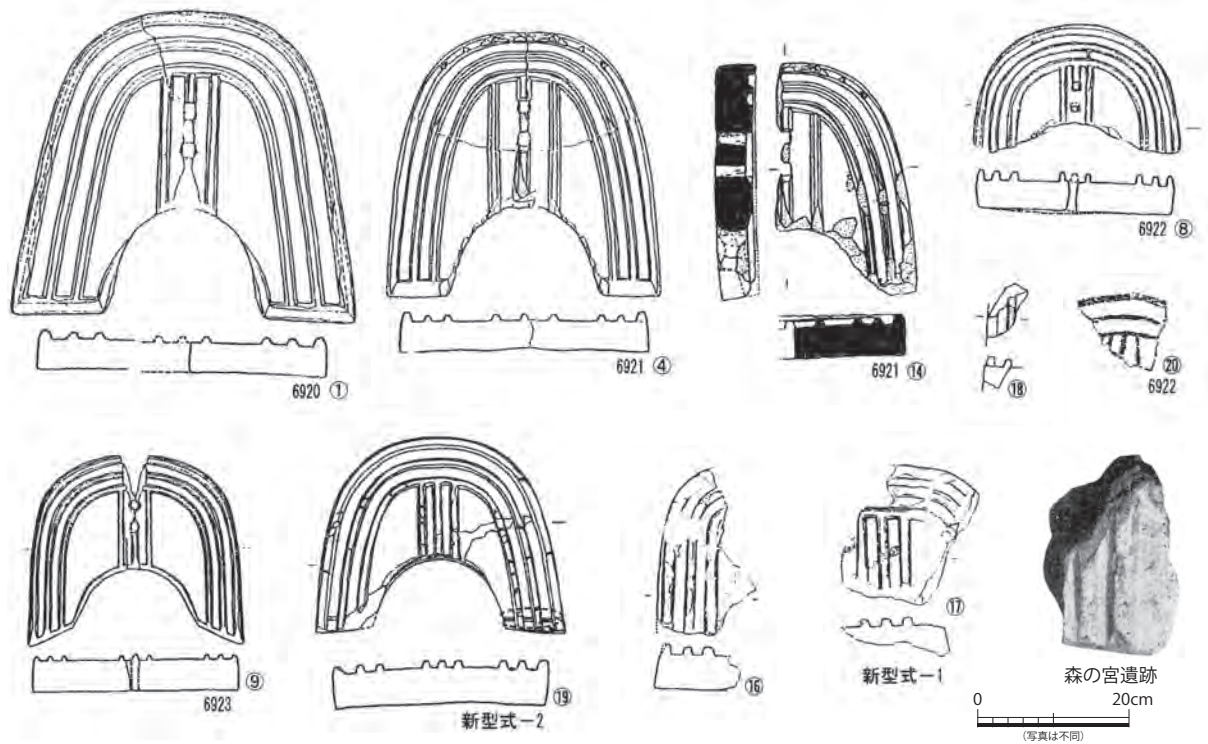 6920 ①
6921 ④
6921 ⑭
6922 ⑧
⑱
⑳
6922
⑨
6923
⑲
新型式-2
⑯
⑰
新型式-1
森の宮遺跡
0 20cm
(写真は不同)